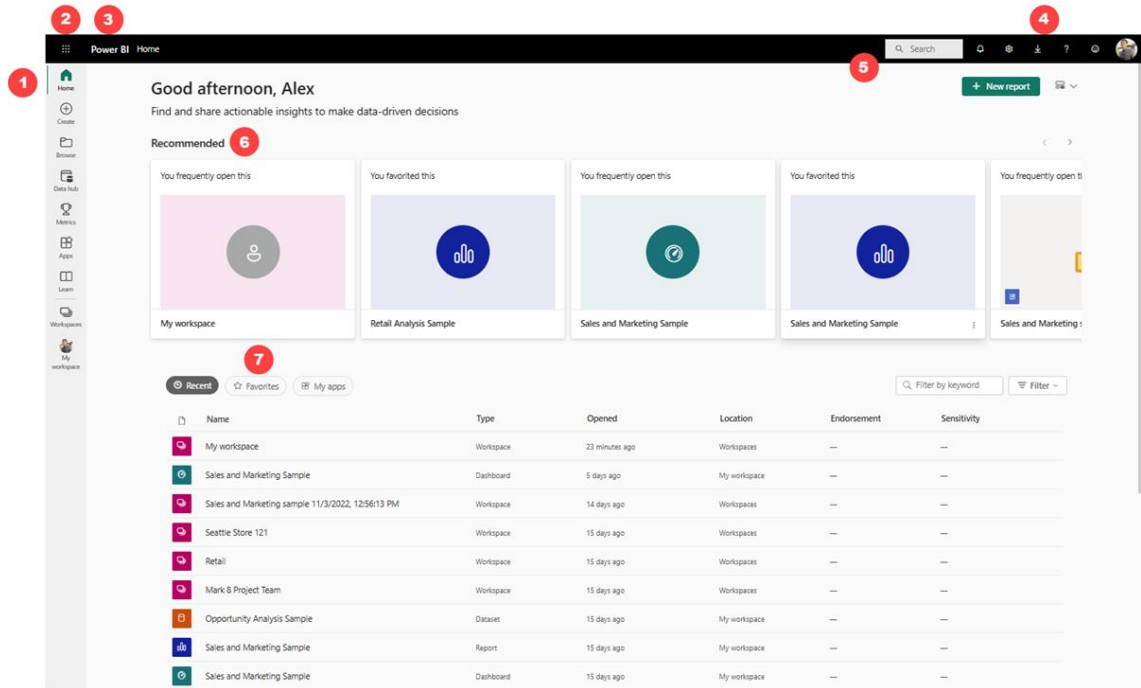 2 3 4
Power BI Home Search ?
1 Home 5
Good afternoon, Alex + New report
Create
Find and share actionable insights to make data-driven decisions
Browse
Recommended 6
Data hub
Metrics
Apps
Learn
Workspaces
My
workspace
You frequently open this You favorited this You frequently open this You favorited this You frequently open t
My workspace Retail Analysis Sample Sales and Marketing Sample Sales and Marketing Sample Sales and Marketing s
7
Recent Favorites My apps Filter by keyword Filter
Name Type Opened Location Endorsement Sensitivity
My workspace Workspace 23 minutes ago Workspaces — —
Sales and Marketing Sample Dashboard 5 days ago My workspace — —
Sales and Marketing sample 11/3/2022, 12:56:13 PM Workspace 14 days ago Workspaces — —
Seattle Store 121 Workspace 15 days ago Workspaces — —
Retail Workspace 15 days ago Workspaces — —
Mark 8 Project Team Workspace 15 days ago Workspaces — —
Opportunity Analysis Sample Dataset 15 days ago My workspace — —
Sales and Marketing Sample Report 15 days ago My workspace — —
Sales and Marketing Sample Dashboard 15 days ago My workspace — —